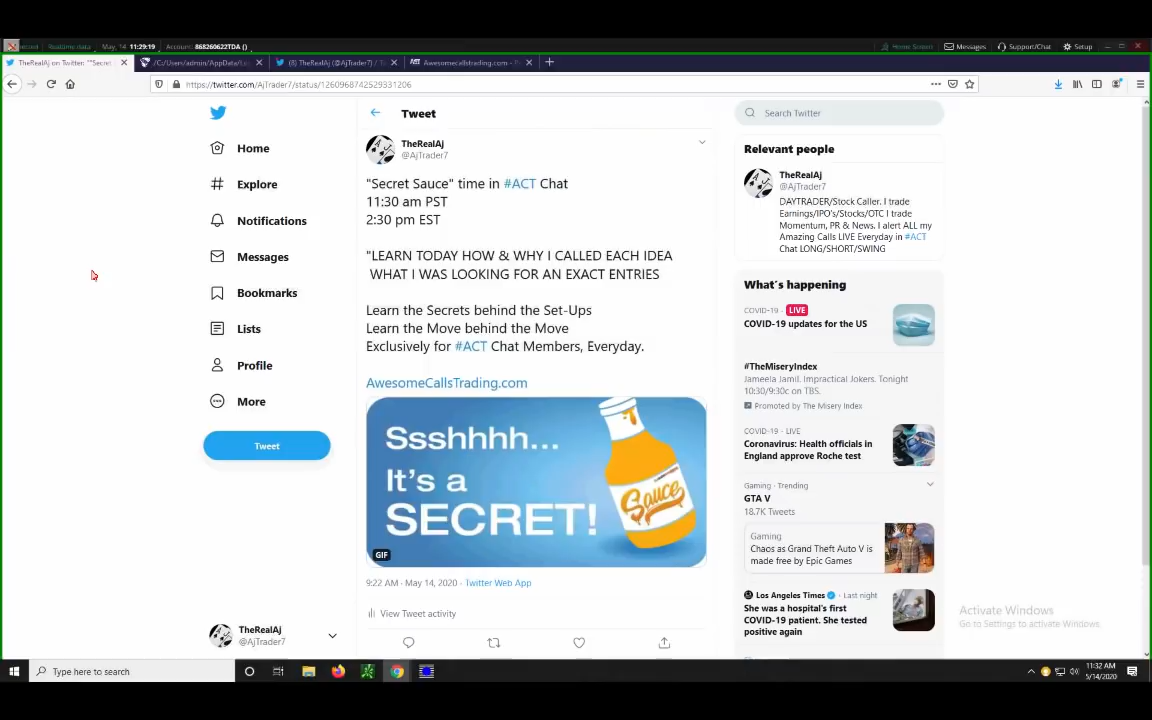 Realtime data May, 14 11:29:19 Account: 868260622TDA ()
Home Screen Messages Support/Chat Setup
TheRealAj on Twitter: ""Secret
/C:/Users/admin/AppData/Loc
(8) TheRealAj (@AjTrader7) / T
Awesomecallstrading.com -
https://twitter.com/AjTrader7/status/1260968742529331206
Home
Explore
Notifications
Messages
Bookmarks
Lists
Profile
More
Tweet
TheRealAj
@AjTrader7
Tweet
TheRealAj
@AjTrader7
"Secret Sauce" time in #ACT Chat
11:30 am PST
2:30 pm EST
"LEARN TODAY HOW & WHY I CALLED EACH IDEA
WHAT I WAS LOOKING FOR AN EXACT ENTRIES
Learn the Secrets behind the Set-Ups
Learn the Move behind the Move
Exclusively for #ACT Chat Members, Everyday.
AwesomeCallsTrading.com
Ssshhhh...
It's a
SECRET!
Sauce
GIF
9:22 AM · May 14, 2020 · Twitter Web App
View Tweet activity
Search Twitter
Relevant people
TheRealAj
@AjTrader7
DAYTRADER/Stock Caller. I trade
Earnings/IPO's/Stocks/OTC I trade
Momentum, PR & News. I alert ALL my
Amazing Calls LIVE Everyday in #ACT
Chat LONG/SHORT/SWING
What's happening
COVID-19 · LIVE
COVID-19 updates for the US
#TheMiseryIndex
Jameela Jamil. Impractical Jokers. Tonight
10:30/9:30c on TBS.
Promoted by The Misery Index
COVID-19 · LIVE
Coronavirus: Health officials in
England approve Roche test
Gaming · Trending
GTA V
18.7K Tweets
Gaming
Chaos as Grand Theft Auto V is
made free by Epic Games
Los Angeles Times · Last night
She was a hospital's first
COVID-19 patient. She tested
positive again
Activate Windows
Go to Settings to activate Windows.
Type here to search
11:32 AM
5/14/2020